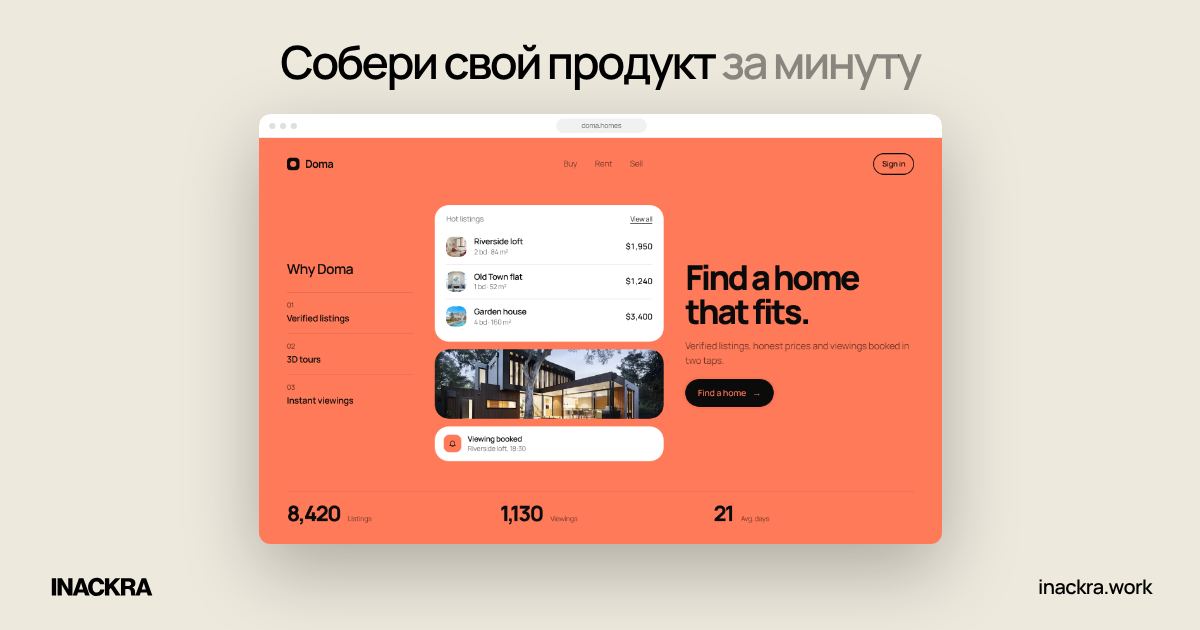 Собери свой продукт за минуту
doma.homes
Doma
Buy Rent Sell
Sign in
Why Doma
01
Verified listings
02
3D tours
03
Instant viewings
Hot listings View all
Riverside loft
2 bd · 84 m²
$1,950
Old Town flat
1 bd · 52 m²
$1,240
Garden house
4 bd · 160 m²
$3,400
Viewing booked
Riverside loft, 18:30
Find a home
that fits.
Verified listings, honest prices and viewings booked in
two taps.
Find a home →
8,420 Listings
1,130 Viewings
21 Avg. days
INACKRA
inackra.work